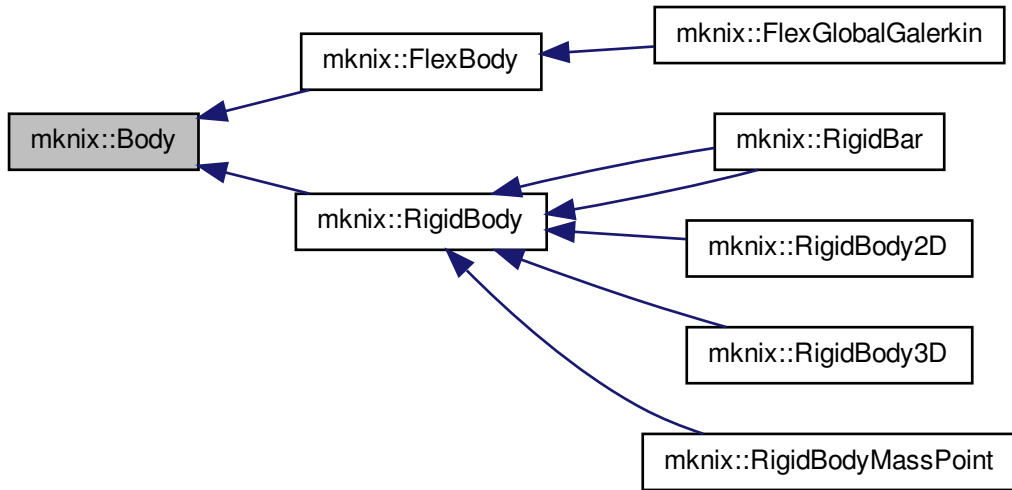 mknix::FlexGlobalGalerkin
mknix::FlexBody
mknix::Body
mknix::RigidBar
mknix::RigidBody
mknix::RigidBody2D
mknix::RigidBody3D
mknix::RigidBodyMassPoint